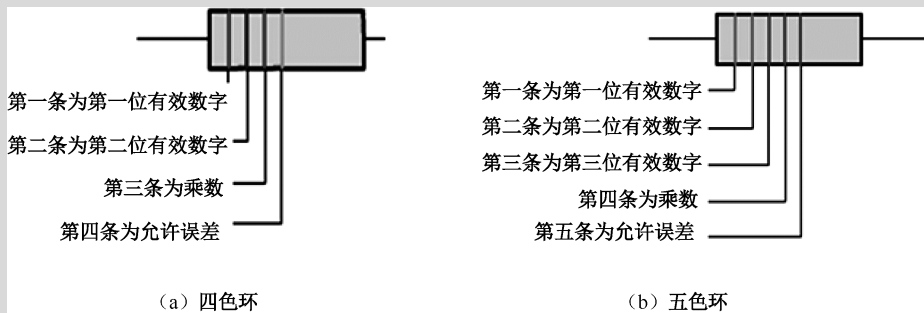 第一条为第一位有效数字
第二条为第二位有效数字
第三条为乘数
第四条为允许误差
（a）四色环
第一条为第一位有效数字
第二条为第二位有效数字
第三条为第三位有效数字
第四条为乘数
第五条为允许误差
（b）五色环